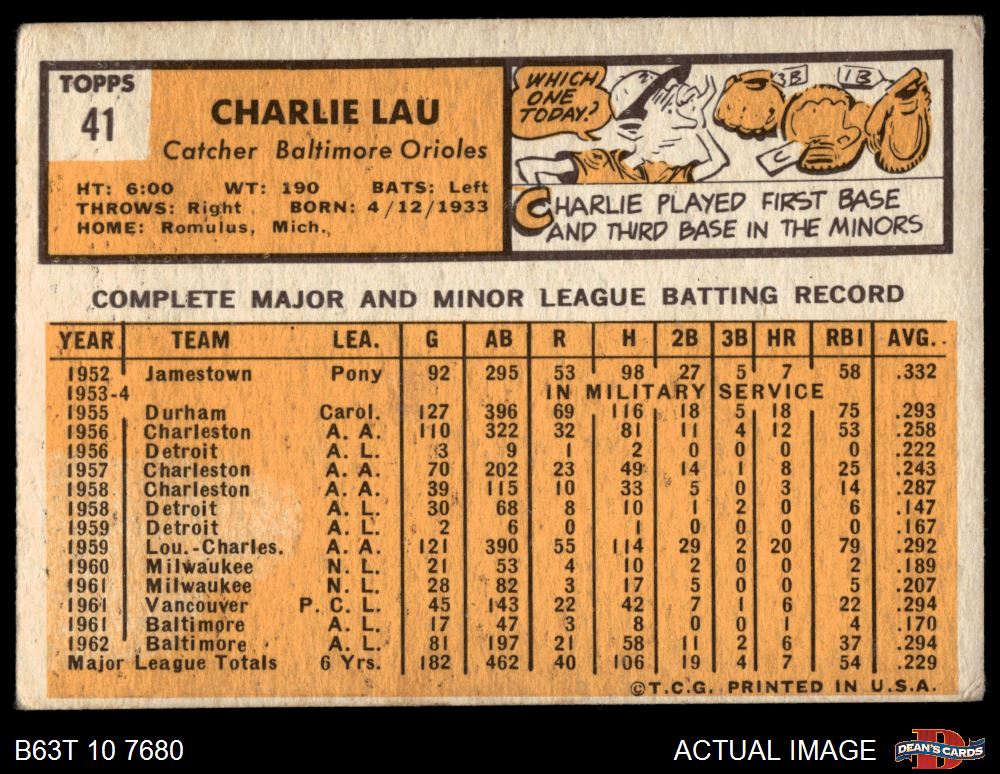 TOPPS
41
CHARLIE LAU
Catcher Baltimore Orioles
HT: 6:00 WT: 190 BATS: Left
THROWS: Right BORN: 4/12/1933
HOME: Romulus, Mich.
WHICH
ONE
TODAY?
3B
1B
C
CHARLIE PLAYED FIRST BASE
AND THIRD BASE IN THE MINORS
COMPLETE MAJOR AND MINOR LEAGUE BATTING RECORD
YEAR TEAM LEA. G AB R H 2B 3B HR RBI AVG.
1952 Jamestown Pony 92 295 53 98 27 5 7 58 .332
1953-4 IN MILITARY SERVICE
1955 Durham Carol. 127 396 69 116 18 5 18 75 .293
1956 Charleston A. A. 110 322 32 81 11 4 12 53 .258
1956 Detroit A. L. 3 9 1 2 0 0 0 0 .222
1957 Charleston A. A. 70 202 23 49 14 1 8 25 .243
1958 Charleston A. A. 39 115 10 33 5 0 3 14 .287
1958 Detroit A. L. 30 68 8 10 1 2 0 6 .147
1959 Detroit A. L. 2 6 0 1 0 0 0 0 .167
1959 Lou.-Charles. A. A. 121 390 55 114 29 2 20 79 .292
1960 Milwaukee N. L. 21 53 4 10 2 0 0 2 .189
1961 Milwaukee N. L. 28 82 3 17 5 0 0 5 .207
1961 Vancouver P. C. L. 45 143 22 42 7 1 6 22 .294
1961 Baltimore A. L. 17 47 3 8 0 0 1 4 .170
1962 Baltimore A. L. 81 197 21 58 11 2 6 37 .294
Major League Totals 6 Yrs. 182 462 40 106 19 4 7 54 .229
©T.C.G. PRINTED IN U.S.A.
B63T 10 7680
ACTUAL IMAGE
D
DEAN'S CARDS